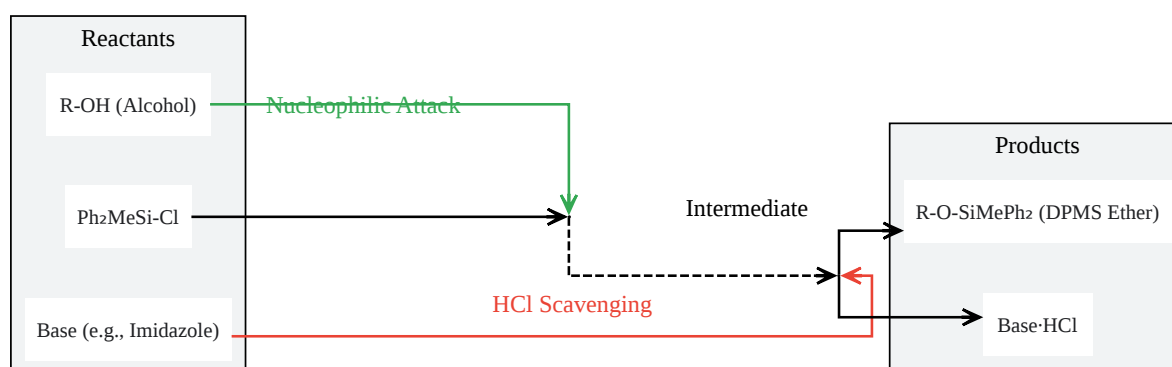 Reactants
R-OH (Alcohol)
Nucleophilic Attack
Ph₂MeSi-Cl
Base (e.g., Imidazole)
HCl Scavenging
Intermediate
Products
R-O-SiMePh₂ (DPMS Ether)
Base·HCl